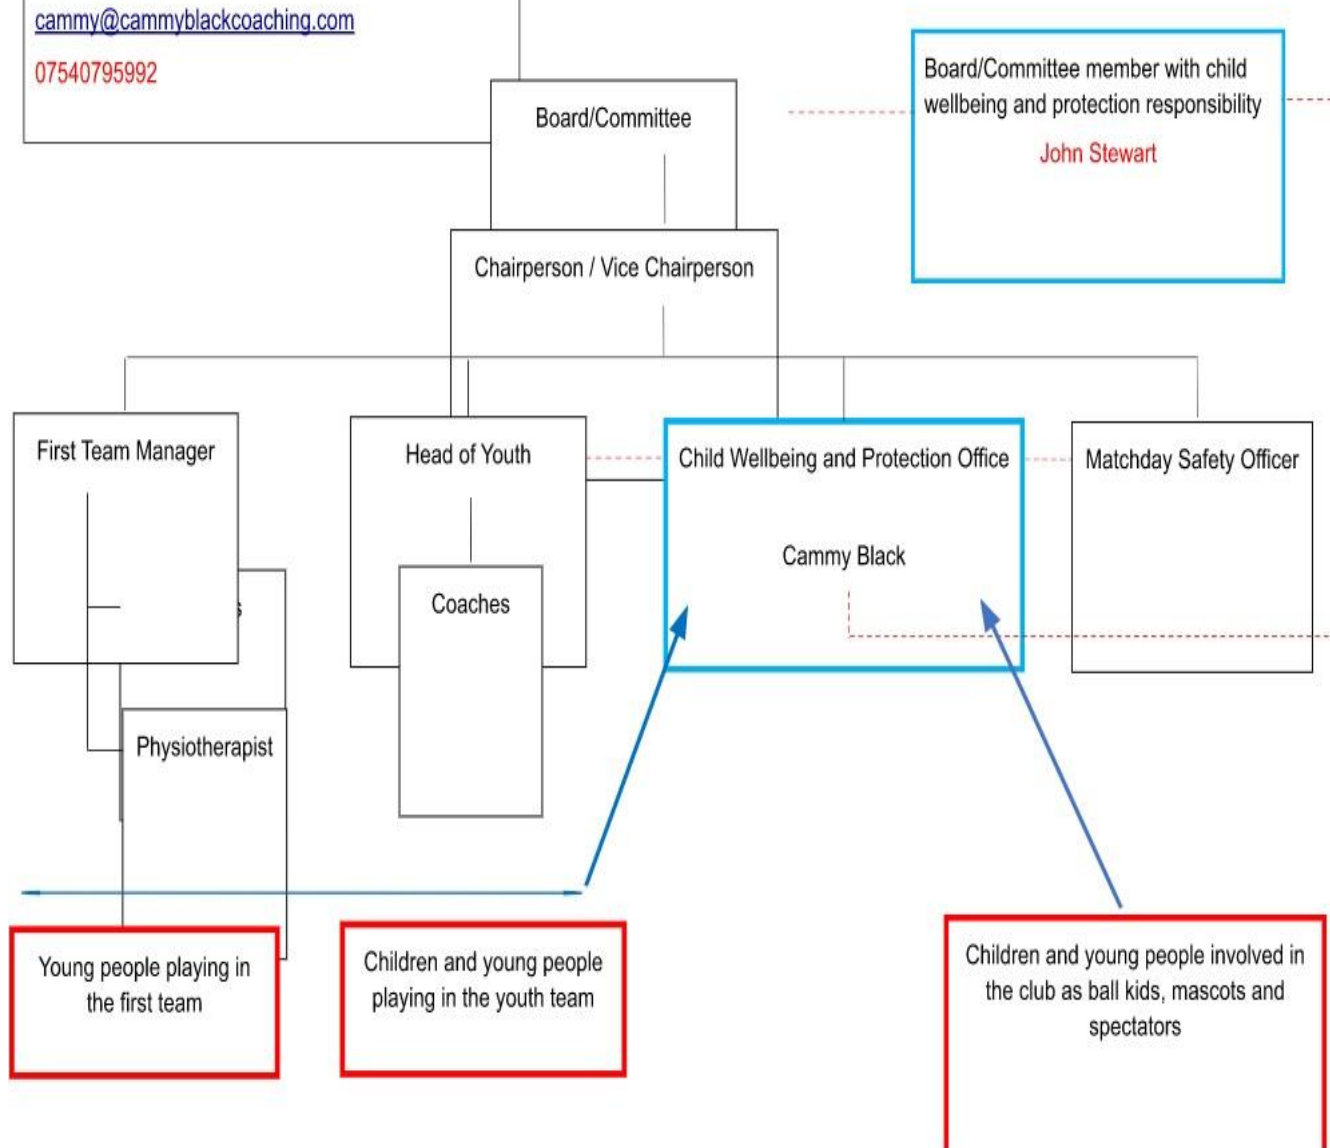 cammy@cammyblackcoaching.com
07540795992
Board/Committee member with child
wellbeing and protection responsibility
John Stewart
Board/Committee
Chairperson / Vice Chairperson
First Team Manager
Head of Youth
Child Wellbeing and Protection Office
Matchday Safety Officer
Cammy Black
Coaches
Physiotherapist
Young people playing in
the first team
Children and young people
playing in the youth team
Children and young people involved in
the club as ball kids, mascots and
spectators